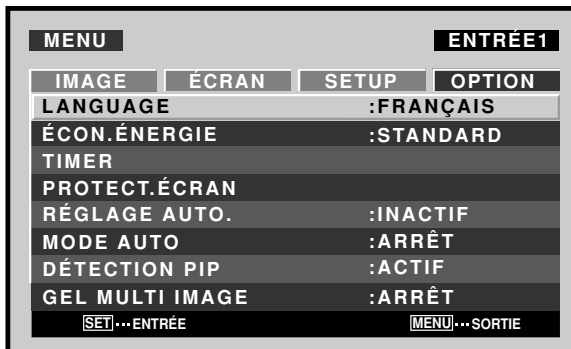 MENU ENTRÉE1
IMAGE ÉCRAN SETUP OPTION
LANGUAGE :FRANÇAIS
ÉCON.ÉNERGIE :STANDARD
TIMER
PROTECT.ÉCRAN
RÉGLAGE AUTO. :INACTIF
MODE AUTO :ARRÊT
DÉTECTION PIP :ACTIF
GEL MULTI IMAGE :ARRÊT
SET···ENTRÉE MENU···SORTIE